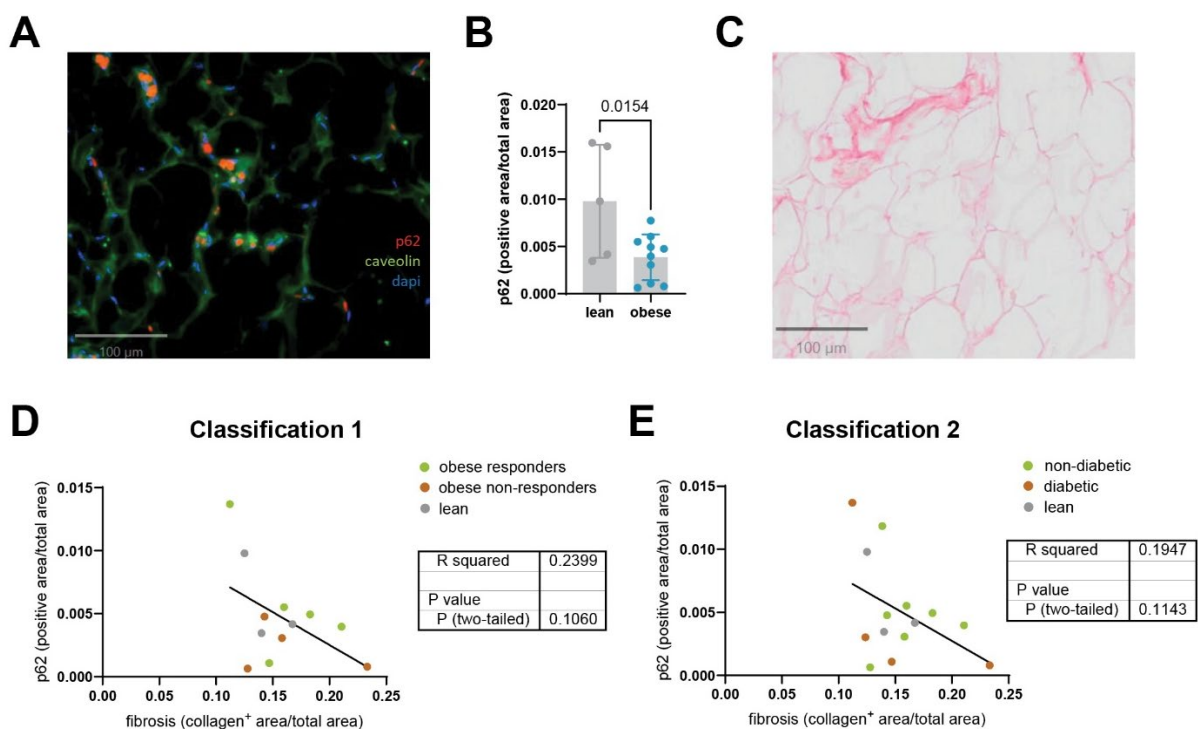 A
p62
caveolin
dapi
100 µm
B
0.0154
0.020
0.015
0.010
0.005
0.000
p62 (positive area/total area)
lean obese
C
100 µm
D
Classification 1
obese responders
obese non-responders
lean
0.015
0.010
0.005
0.000
p62 (positive area/total area)
0.00 0.05 0.10 0.15 0.20 0.25
fibrosis (collagen+ area/total area)
R squared 0.2399
P value
P (two-tailed) 0.1060
E
Classification 2
non-diabetic
diabetic
lean
0.015
0.010
0.005
0.000
p62 (positive area/total area)
0.00 0.05 0.10 0.15 0.20 0.25
fibrosis (collagen+ area/total area)
R squared 0.1947
P value
P (two-tailed) 0.1143